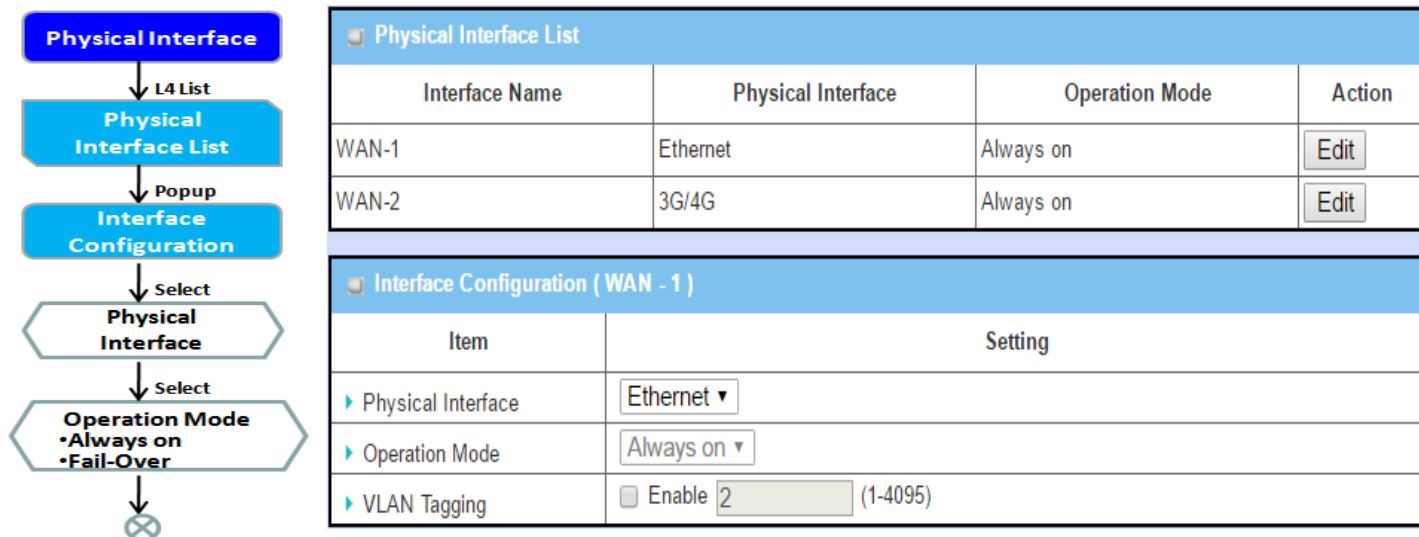 Physical Interface
L4 List
Physical
Interface List
Popup
Interface
Configuration
Select
Physical
Interface
Select
Operation Mode
•Always on
•Fail-Over
Physical Interface List
Interface Name Physical Interface Operation Mode Action
WAN-1 Ethernet Always on Edit
WAN-2 3G/4G Always on Edit
Interface Configuration ( WAN - 1 )
Item Setting
Physical Interface Ethernet
Operation Mode Always on
VLAN Tagging Enable 2 (1-4095)